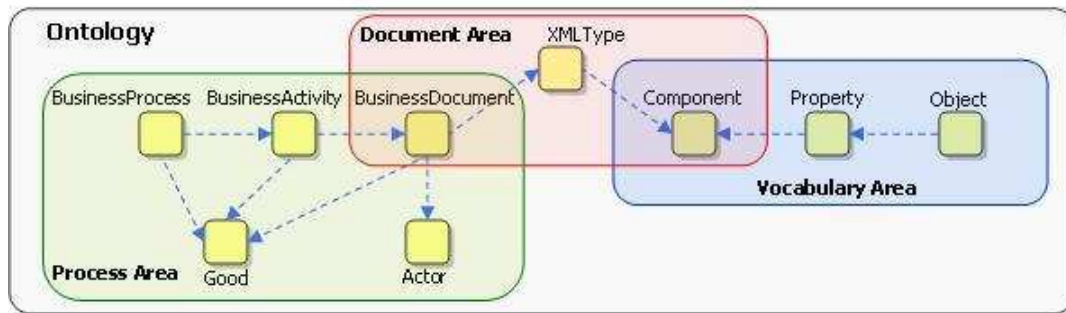 Ontology
Document Area
XMLType
BusinessProcess
BusinessActivity
BusinessDocument
Component
Property
Object
Vocabulary Area
Process Area
Good
Actor